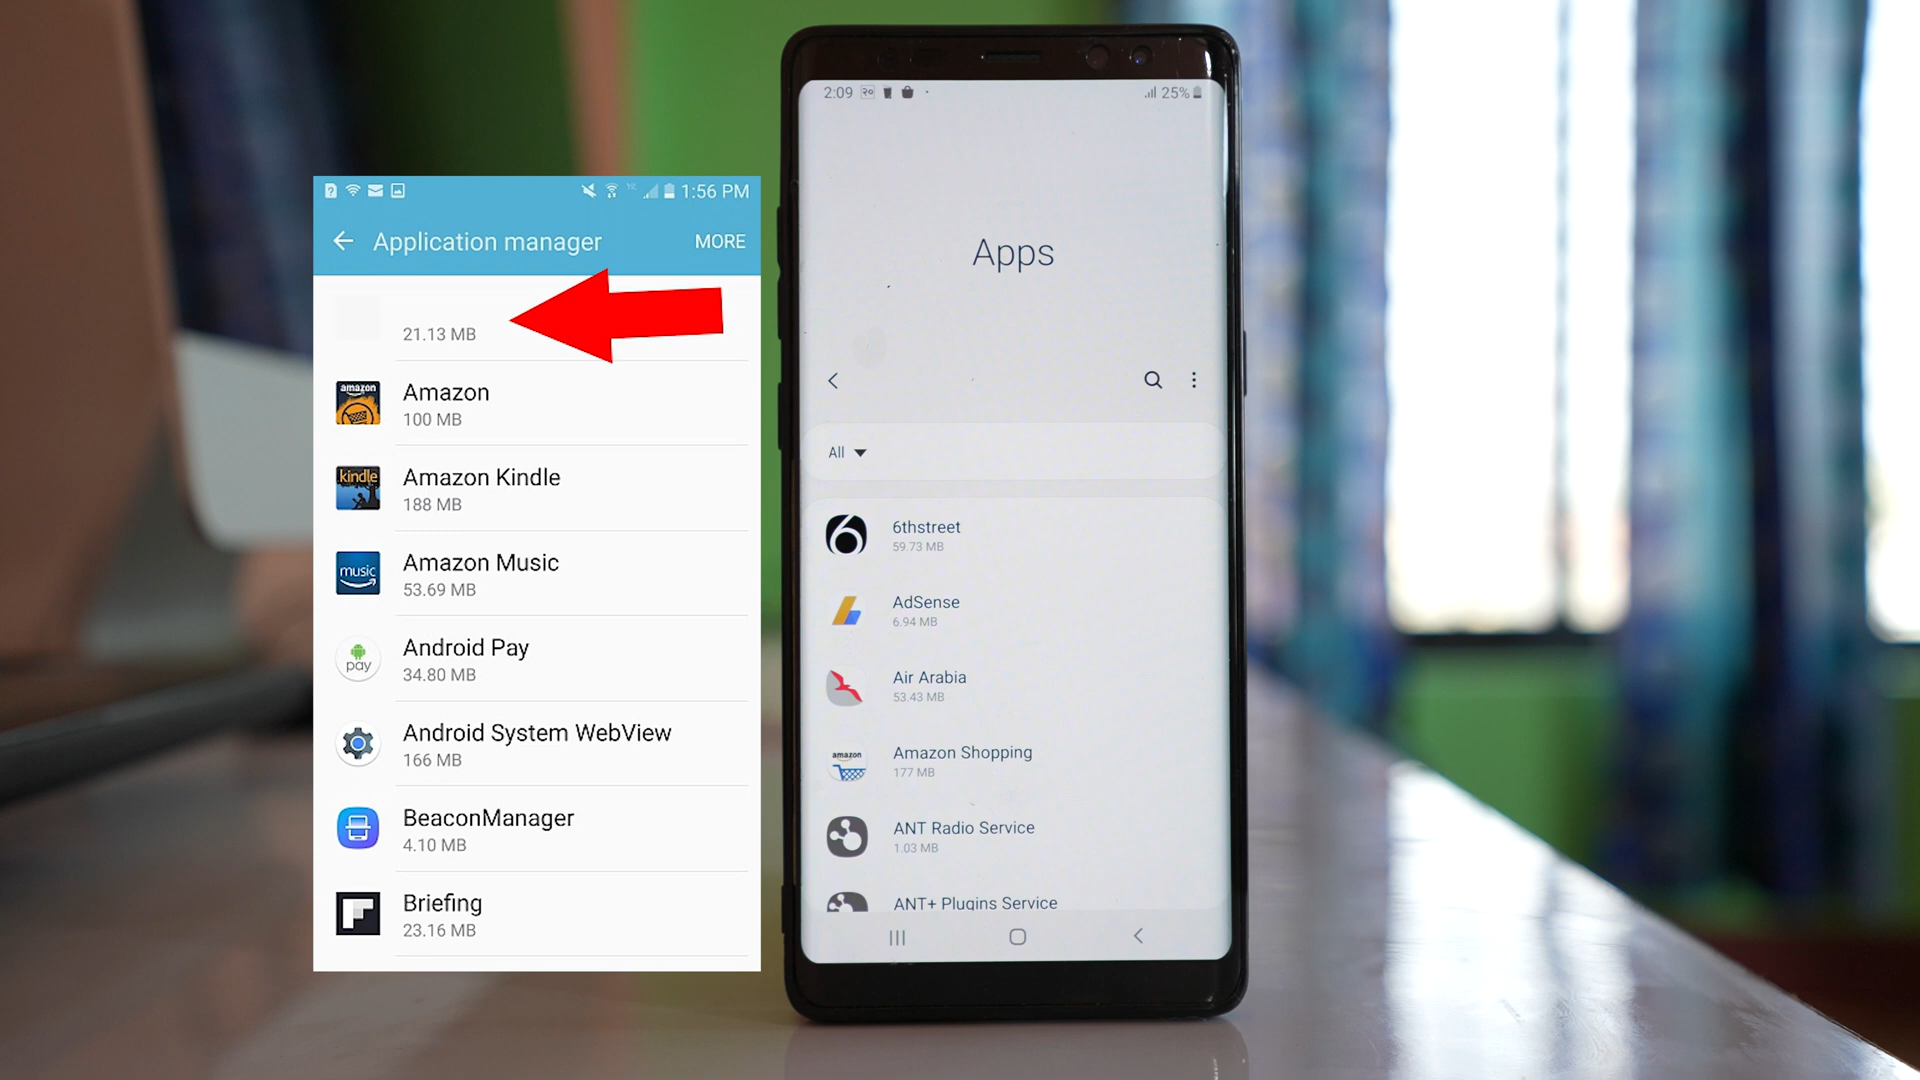 1:56 PM
Application manager
MORE
21.13 MB
amazon
Amazon
100 MB
kindle
Amazon Kindle
188 MB
music
Amazon Music
53.69 MB
pay
Android Pay
34.80 MB
Android System WebView
166 MB
BeaconManager
4.10 MB
Briefing
23.16 MB
2:09
25%
Apps
All
6
6thstreet
59.73 MB
AdSense
6.94 MB
Air Arabia
53.43 MB
amazon
Amazon Shopping
177 MB
ANT Radio Service
1.03 MB
ANT+ Plugins Service